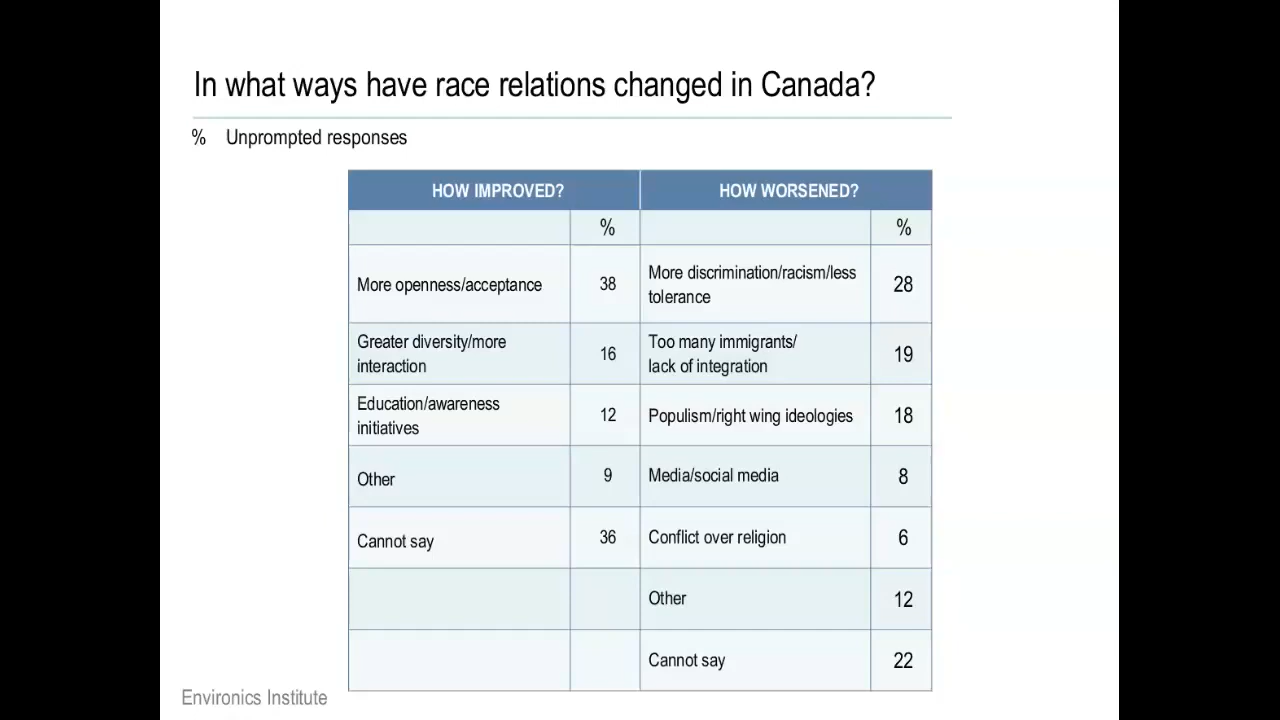 In what ways have race relations changed in Canada?
% Unprompted responses
HOW IMPROVED? HOW WORSENED?
% %
More openness/acceptance 38 More discrimination/racism/less
tolerance 28
Greater diversity/more
interaction 16 Too many immigrants/
lack of integration 19
Education/awareness
initiatives 12 Populism/right wing ideologies 18
Other 9 Media/social media 8
Cannot say 36 Conflict over religion 6
Other 12
Cannot say 22
Environics Institute